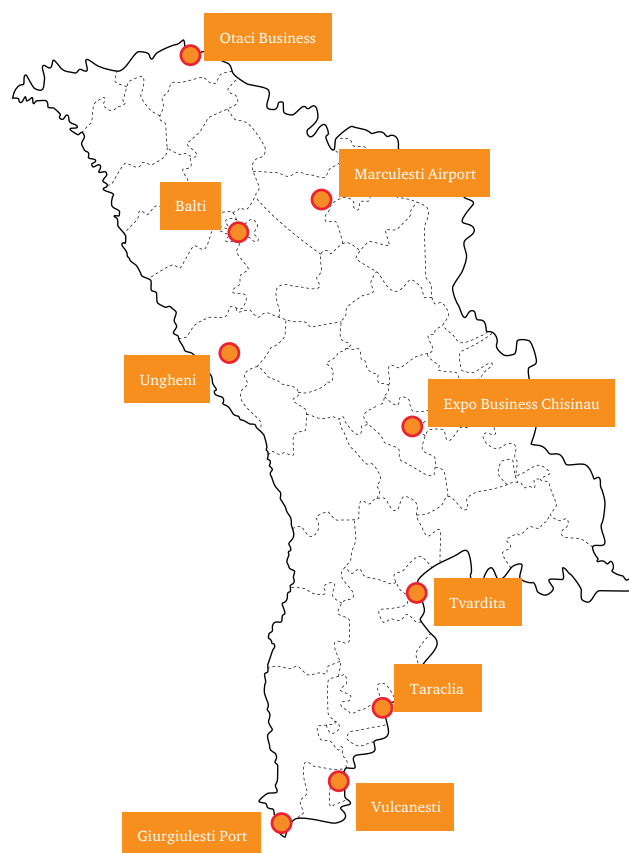 Otaci Business
Marculesti Airport
Balti
Ungheni
Expo Business Chisinau
Tvardita
Taraclia
Vulcanesti
Giurgiulesti Port